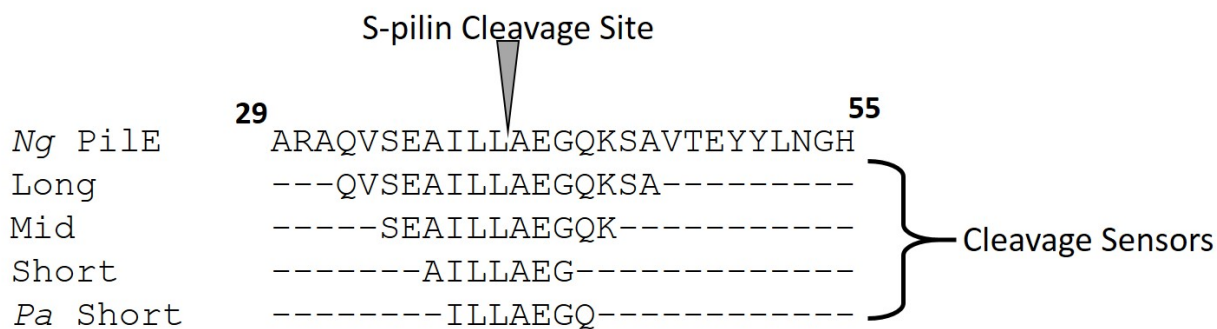 S-pilin Cleavage Site
29 55
Ng PilE ARAQVSEAILLAEGQKSAVTEYYLNGH
Long ---QVSEAILLAEGQKSA---------
Mid -----SEAILLAEGQK-----------
Short -------AILLAEG-------------
Pa Short --------ILLAEGQ------------
Cleavage Sensors